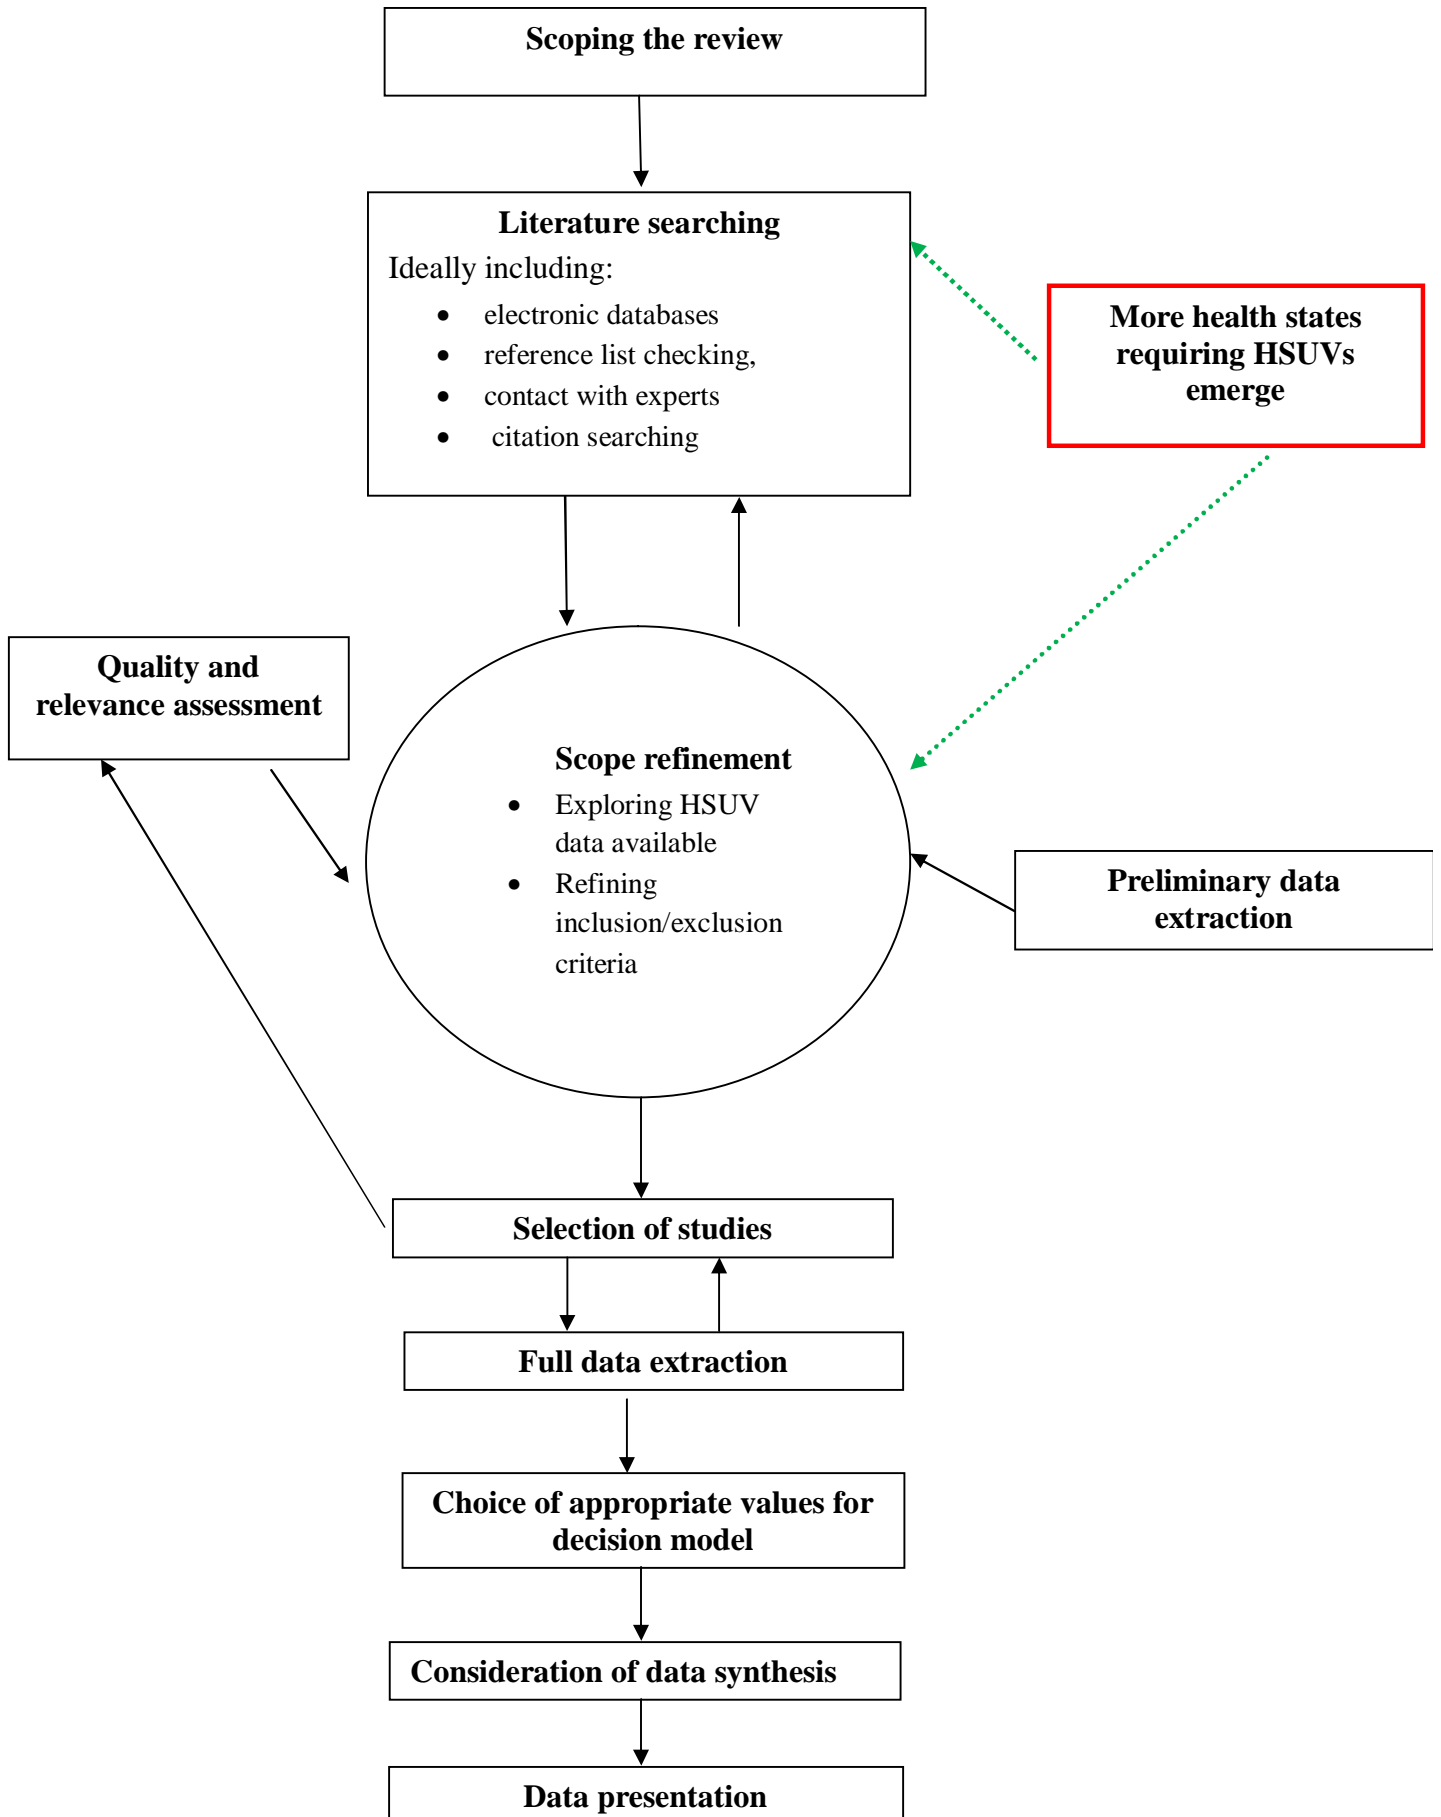 Scoping the review
Literature searching
Ideally including:
• electronic databases
• reference list checking,
• contact with experts
• citation searching
More health states
requiring HSUVs
emerge
Quality and
relevance assessment
Scope refinement
• Exploring HSUV
data available
• Refining
inclusion/exclusion
criteria
Preliminary data
extraction
Selection of studies
Full data extraction
Choice of appropriate values for
decision model
Consideration of data synthesis
Data presentation